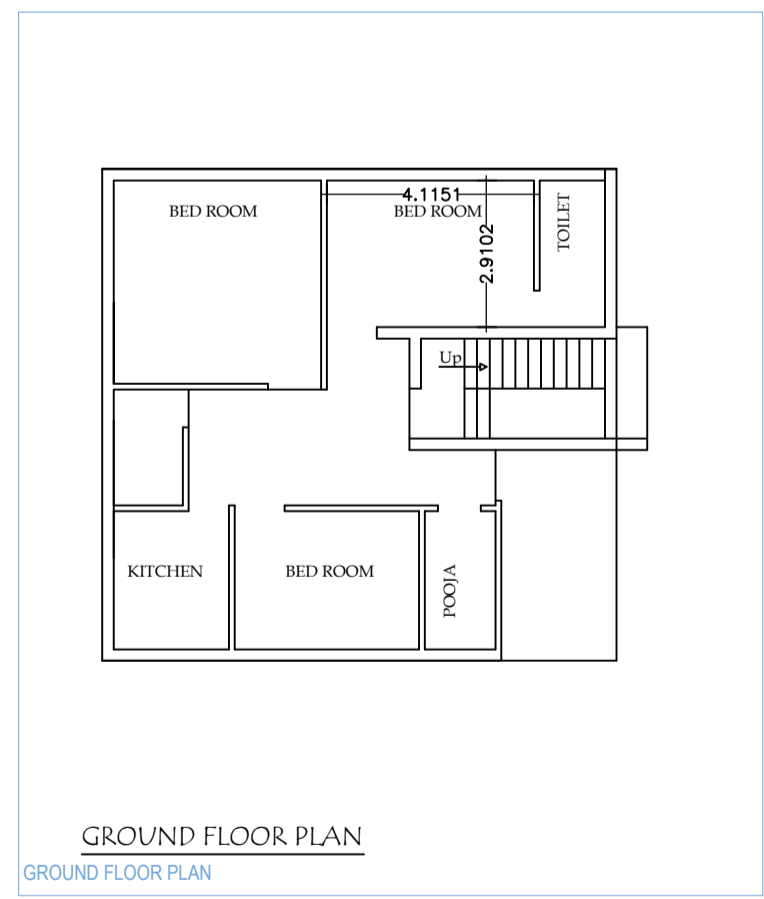 4.1151
BED ROOM
BED ROOM
TOILET
2.9102
Up
KITCHEN
BED ROOM
POOJA
GROUND FLOOR PLAN
GROUND FLOOR PLAN